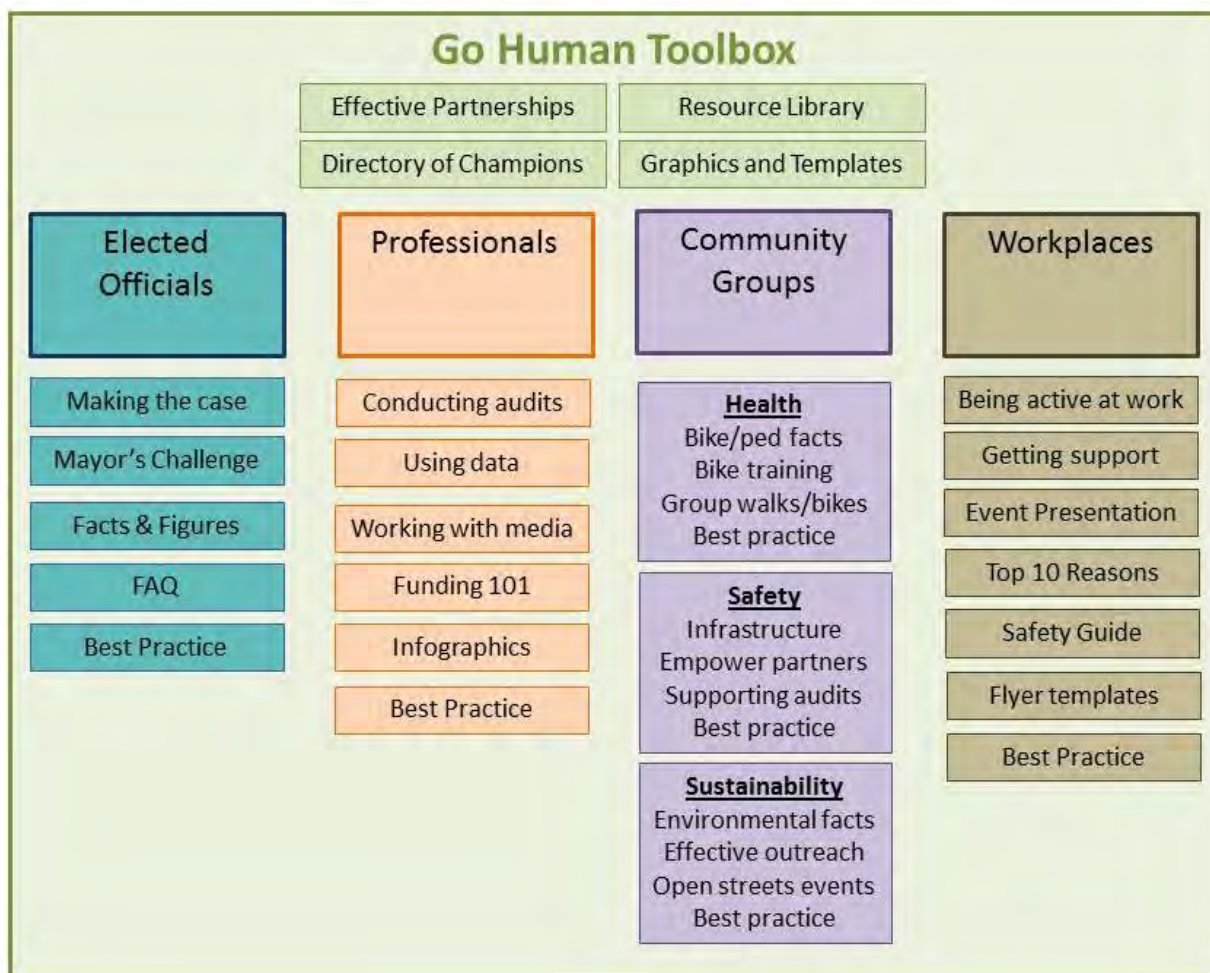 Go Human Toolbox
Effective Partnerships
Resource Library
Directory of Champions
Graphics and Templates
Elected
Officials
Making the case
Mayor's Challenge
Facts & Figures
FAQ
Best Practice
Professionals
Conducting audits
Using data
Working with media
Funding 101
Infographics
Best Practice
Community
Groups
Health
Bike/ped facts
Bike training
Group walks/bikes
Best practice
Safety
Infrastructure
Empower partners
Supporting audits
Best practice
Sustainability
Environmental facts
Effective outreach
Open streets events
Best practice
Workplaces
Being active at work
Getting support
Event Presentation
Top 10 Reasons
Safety Guide
Flyer templates
Best Practice